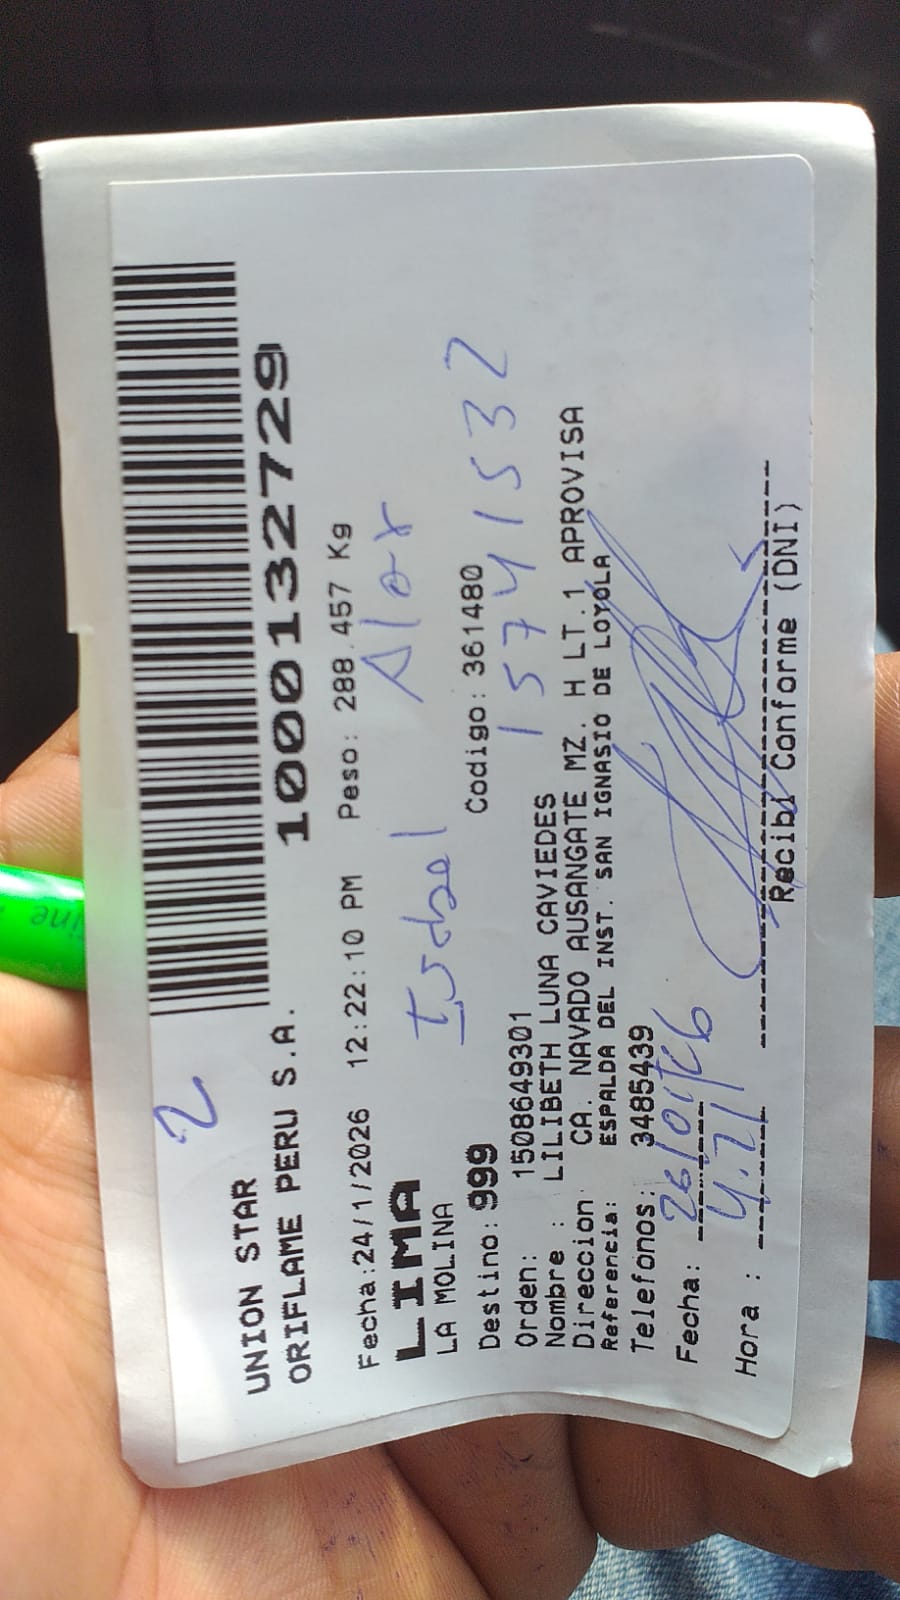 2
UNION STAR
ORIFLAME PERU S.A. 1000132729
Fecha:24/1/2026 12:22:10 PM Peso: 288.457 Kg
LIMA
LA MOLINA
Isabel Alor
Destino: 999 Codigo: 361480
15741532
Orden: 1508649301
Nombre : LILIBETH LUNA CAVIEDES
Direccion CA. NAVADO AUSANGATE MZ. H LT.1 APROVISA
Referencia: ESPALDA DEL INST. SAN IGNASIO DE LOYOLA
Telefonos: 3485439
Fecha: 26/01/26
Hora : 4:21
Recibi Conforme (DNI)